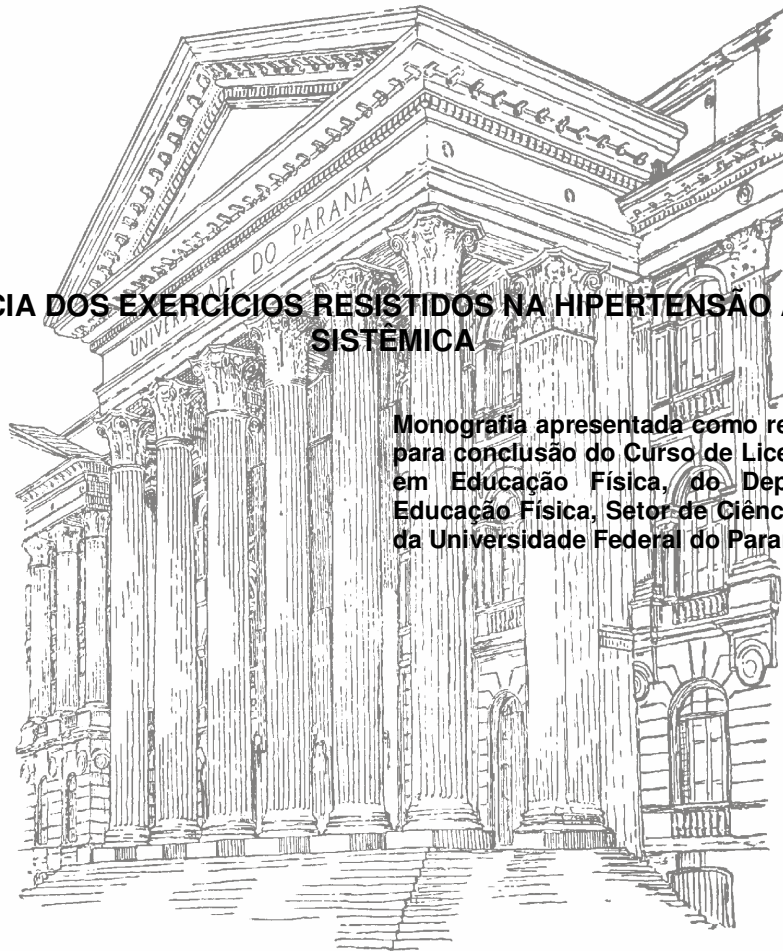 UNIVERSIDADE DO PARANÁ
CIA DOS EXERCÍCIOS RESISTIDOS NA HIPERTENSÃO
SISTÊMICA
Monografia apresentada como re
para conclusão do Curso de Lice
em Educação Física, do Dep
Educação Física, Setor de Ciênc
da Universidade Federal do Para